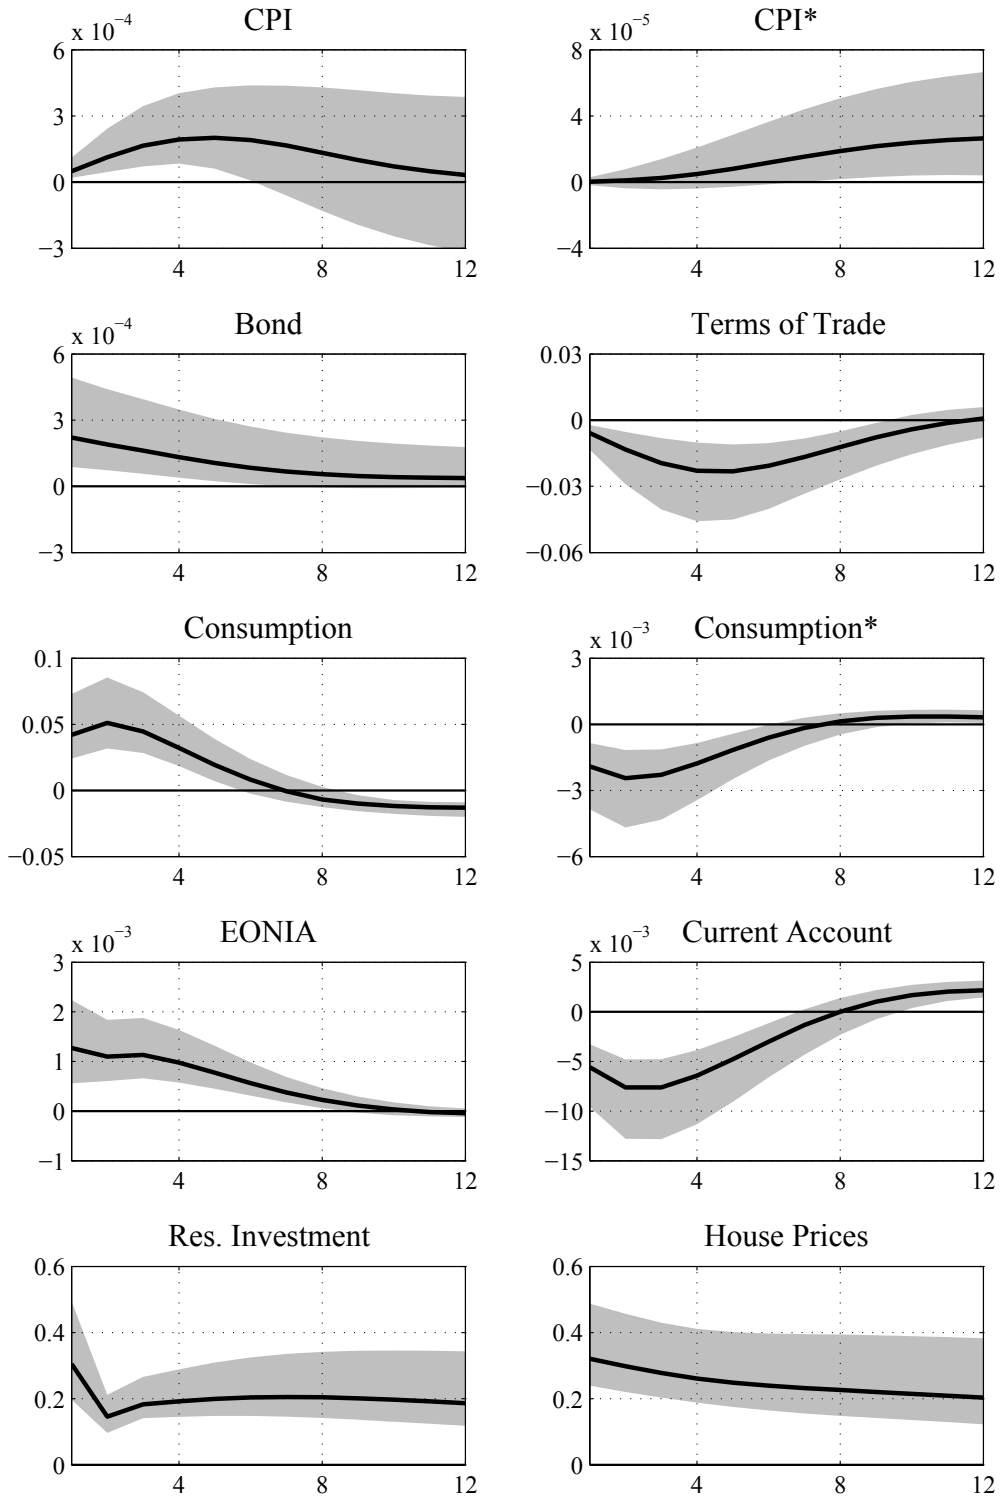 CPI
x 10⁻⁴
6
3
0
−3
4 8 12
CPI*
x 10⁻⁵
8
4
0
−4
4 8 12
Bond
x 10⁻⁴
6
3
0
−3
4 8 12
Terms of Trade
0.03
0
−0.03
−0.06
4 8 12
Consumption
0.1
0.05
0
−0.05
4 8 12
Consumption*
x 10⁻³
3
0
−3
−6
4 8 12
EONIA
x 10⁻³
3
2
1
0
−1
4 8 12
Current Account
x 10⁻³
5
0
−5
−10
−15
4 8 12
Res. Investment
0.6
0.4
0.2
0
4 8 12
House Prices
0.6
0.4
0.2
0
4 8 12